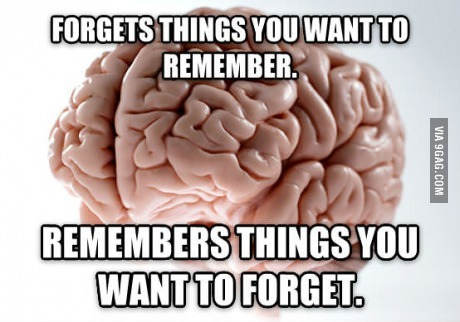 FORGETS THINGS YOU WANT TO
REMEMBER.
VIA 9GAG.COM
REMEMBERS THINGS YOU
WANT TO FORGET.